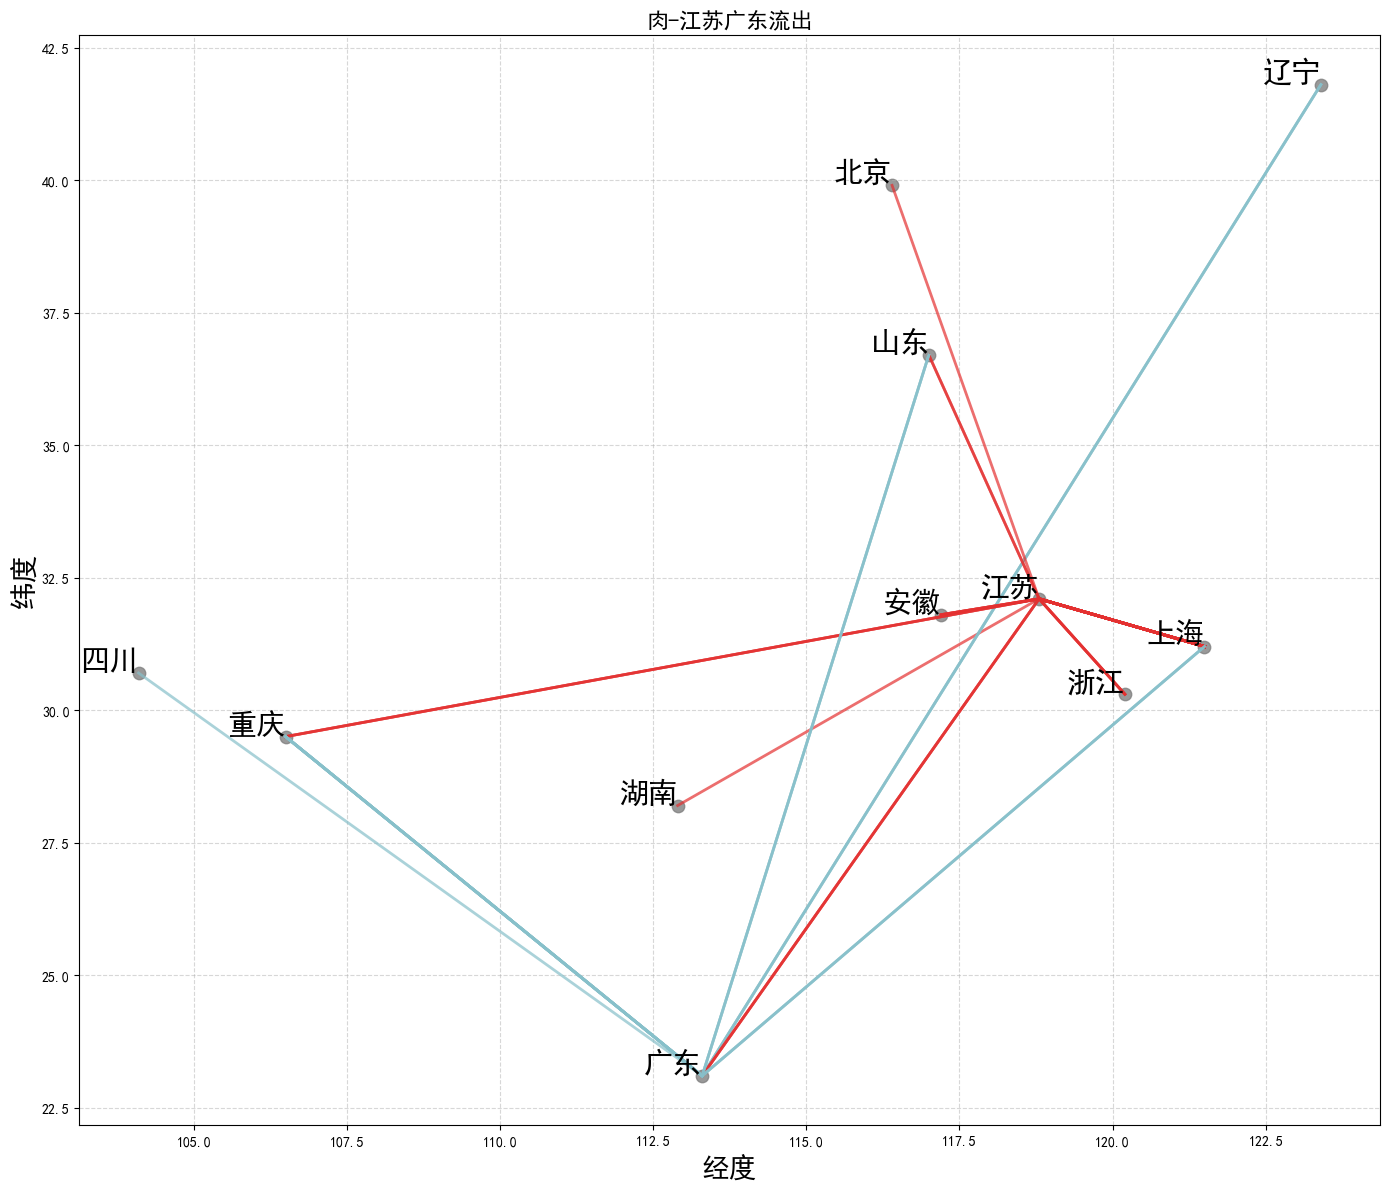 肉-江苏广东流出
42.5
40.0
37.5
35.0
32.5
30.0
27.5
25.0
22.5
纬度
辽宁
北京
山东
江苏
安徽
上海
四川
浙江
重庆
湖南
广东
105.0 107.5 110.0 112.5 115.0 117.5 120.0 122.5
经度